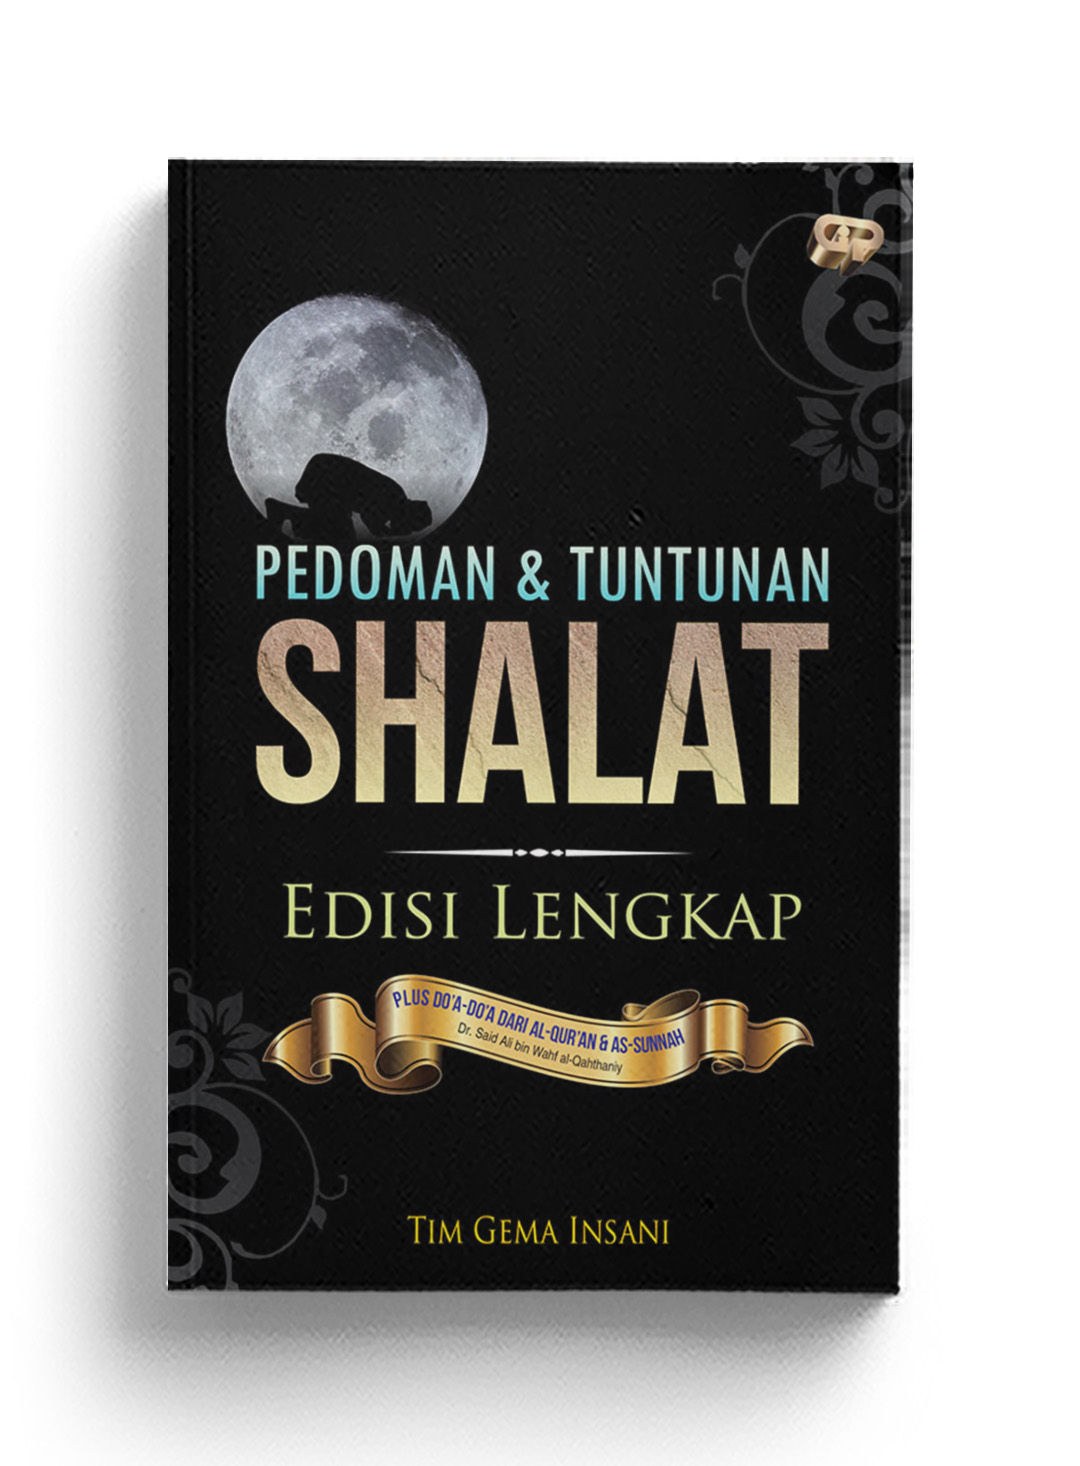 PEDOMAN & TUNTUNAN
SHALAT
EDISI LENGKAP
PLUS DO'A-DO'A DARI AL-QUR'AN & AS-SUNNAH
Dr. Said Ali bin Wahf al-Qahthaniy
TIM GEMA INSANI